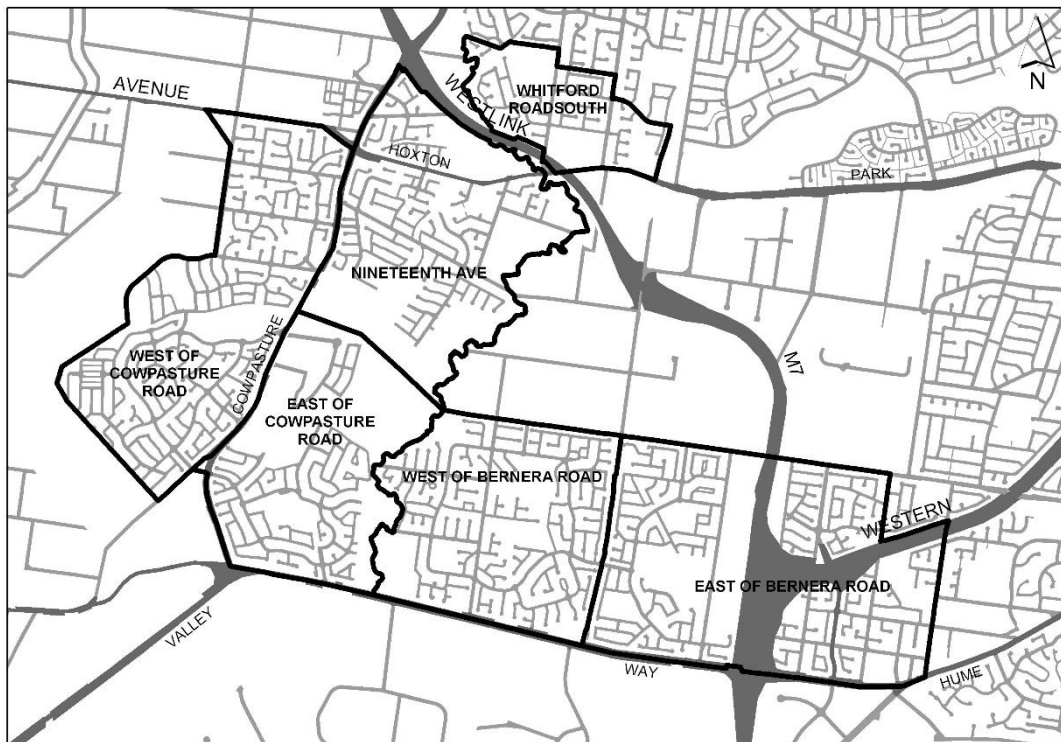 N
AVENUE
WESTLINK
WHITFORD
ROADSOUTH
HOXTON
PARK
NINETEENTH AVE
COWPASTURE
WEST OF
COWPASTURE
ROAD
EAST OF
COWPASTURE
ROAD
M7
WEST OF BERNERA ROAD
WESTERN
EAST OF BERNERA ROAD
VALLEY
WAY
HUME